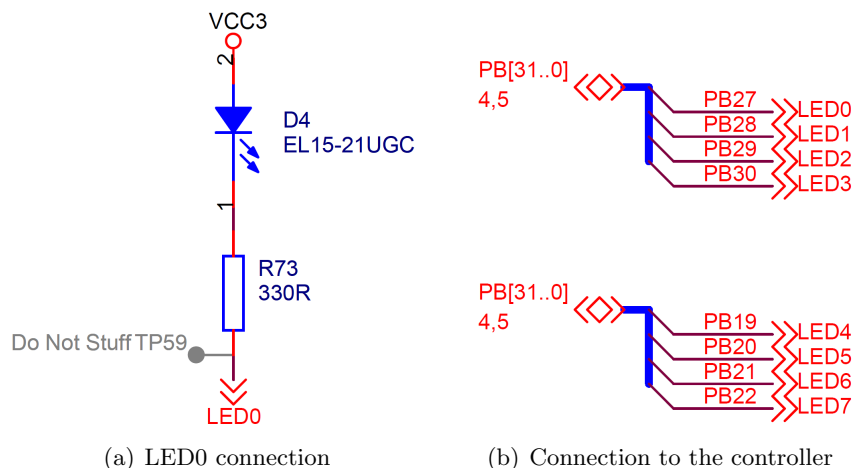 VCC3
2
D4
EL15-21UGC
1
R73
330R
Do Not Stuff TP59
LED0
(a) LED0 connection
PB[31..0]
4,5
PB27 LED0
PB28 LED1
PB29 LED2
PB30 LED3
PB[31..0]
4,5
PB19 LED4
PB20 LED5
PB21 LED6
PB22 LED7
(b) Connection to the controller